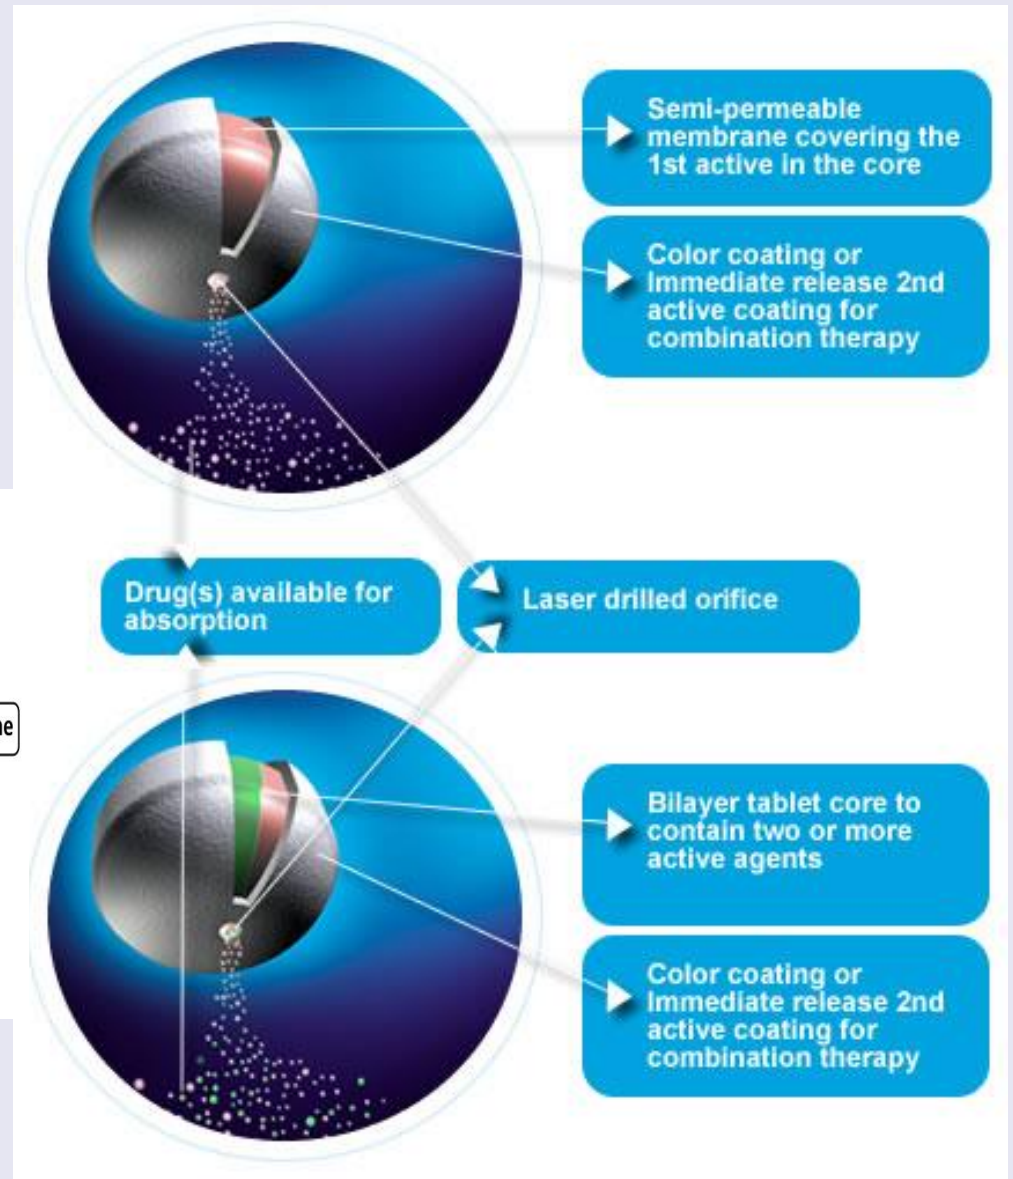 Semi-permeable
membrane covering the
1st active in the core
Color coating or
Immediate release 2nd
active coating for
combination therapy
Drug(s) available for
absorption
Laser drilled orifice
Bilayer tablet core to
contain two or more
active agents
Color coating or
Immediate release 2nd
active coating for
combination therapy